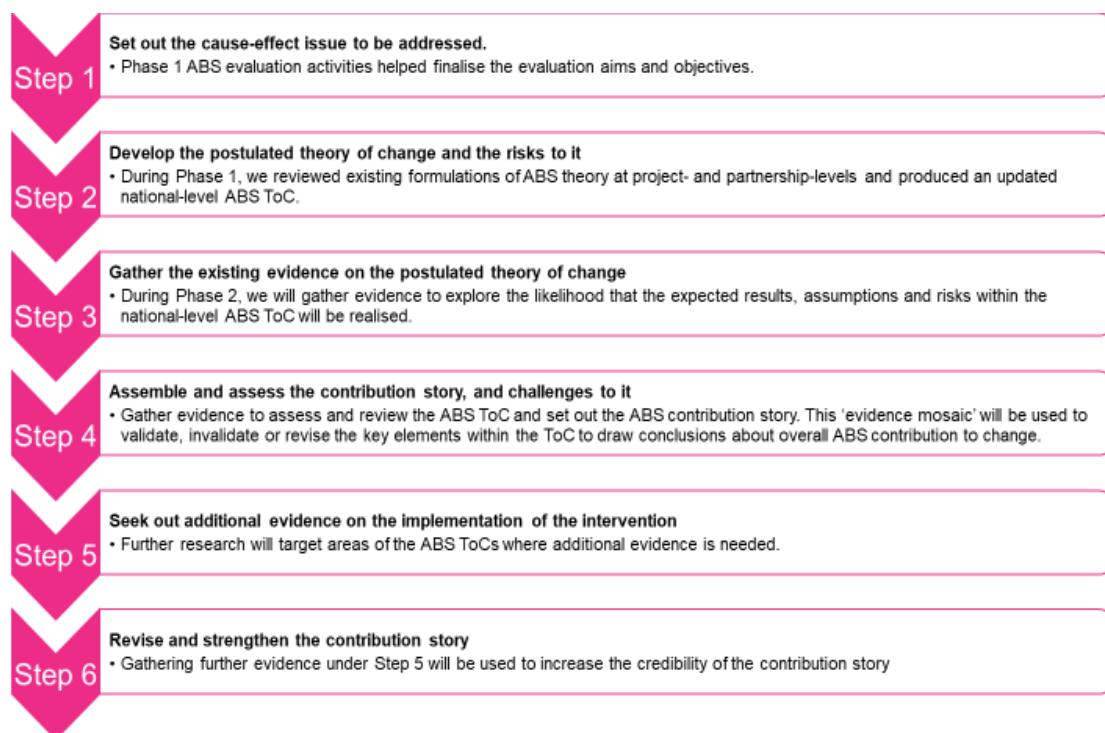 Step 1
Set out the cause-effect issue to be addressed.
• Phase 1 ABS evaluation activities helped finalise the evaluation aims and objectives.
Step 2
Develop the postulated theory of change and the risks to it
• During Phase 1, we reviewed existing formulations of ABS theory at project- and partnership-levels and produced an updated
national-level ABS ToC.
Step 3
Gather the existing evidence on the postulated theory of change
• During Phase 2, we will gather evidence to explore the likelihood that the expected results, assumptions and risks within the
national-level ABS ToC will be realised.
Step 4
Assemble and assess the contribution story, and challenges to it
• Gather evidence to assess and review the ABS ToC and set out the ABS contribution story. This ‘evidence mosaic’ will be used to
validate, invalidate or revise the key elements within the ToC to draw conclusions about overall ABS contribution to change.
Step 5
Seek out additional evidence on the implementation of the intervention
• Further research will target areas of the ABS ToCs where additional evidence is needed.
Step 6
Revise and strengthen the contribution story
• Gathering further evidence under Step 5 will be used to increase the credibility of the contribution story